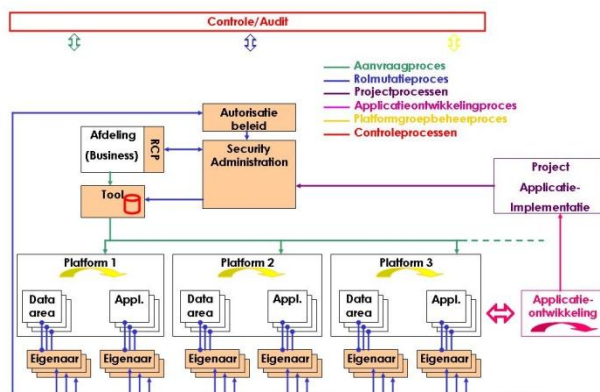 Controle/Audit
Aanvraagproces
Rolmutatieproces
Projectprocessen
Applicatieontwikkelingproces
Platformgroepbeheerproces
Controleprocessen
Autorisatie
beleid
Afdeling
(Business)
RCP
Security
Administration
Tool
Project
Applicatie-
Implementatie
Platform 1
Platform 2
Platform 3
Data
area
Appl.
Data
area
Appl.
Data
area
Appl.
Applicatie-
ontwikkeling
Eigenaar
Eigenaar
Eigenaar
Eigenaar
Eigenaar
Eigenaar